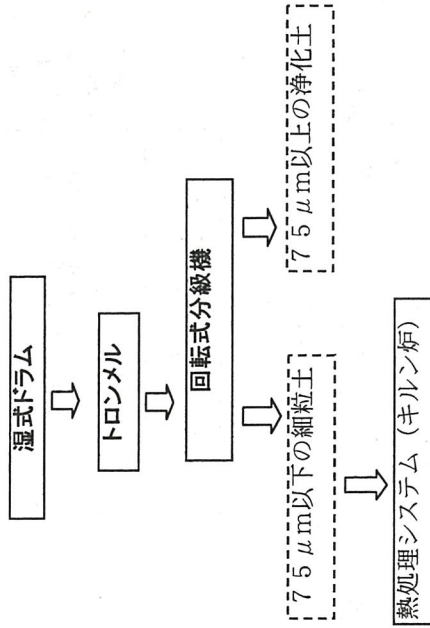 湿式ドラム
トロンメル
回転式分級機
７５μｍ以下の細粒土
７５μｍ以上の浄化土
熱処理システム（キルン炉）